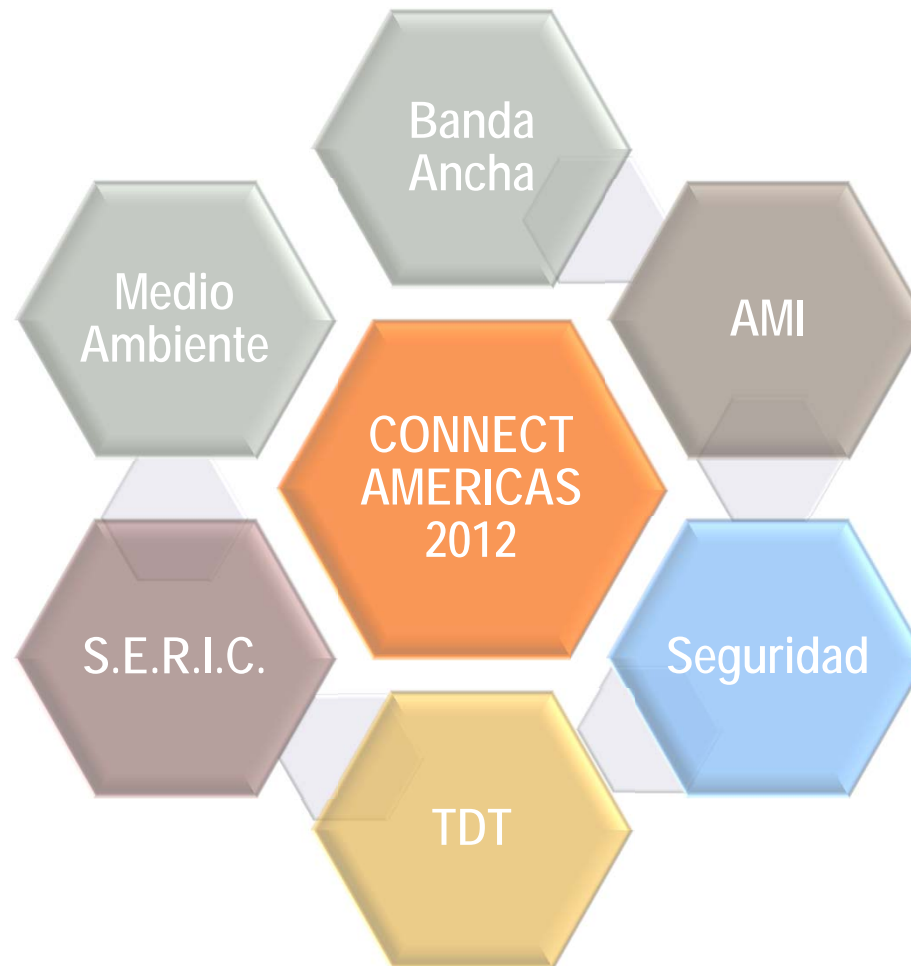 Banda
Ancha
Medio
Ambiente
AMI
CONNECT
AMERICAS
2012
S.E.R.I.C.
Seguridad
TDT